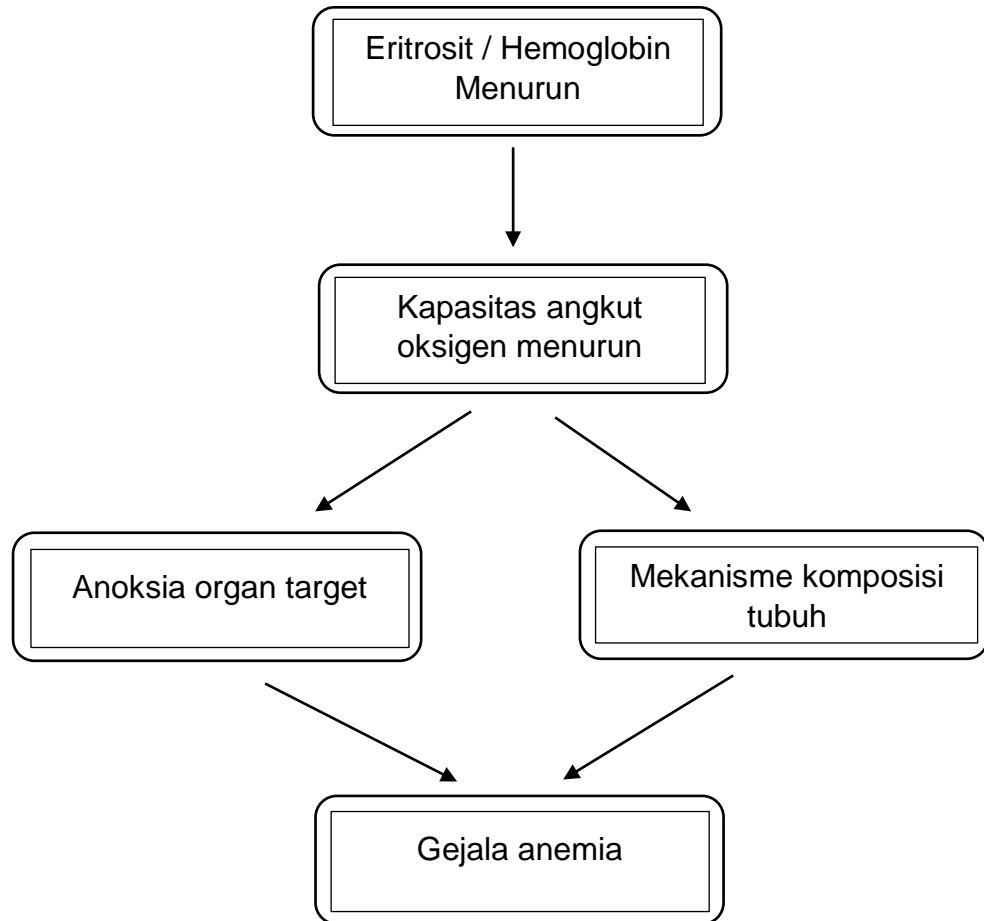 Eritrosit / Hemoglobin
Menurun
Kapasitas angkut
oksigen menurun
Anoksia organ target
Mekanisme komposisi
tubuh
Gejala anemia